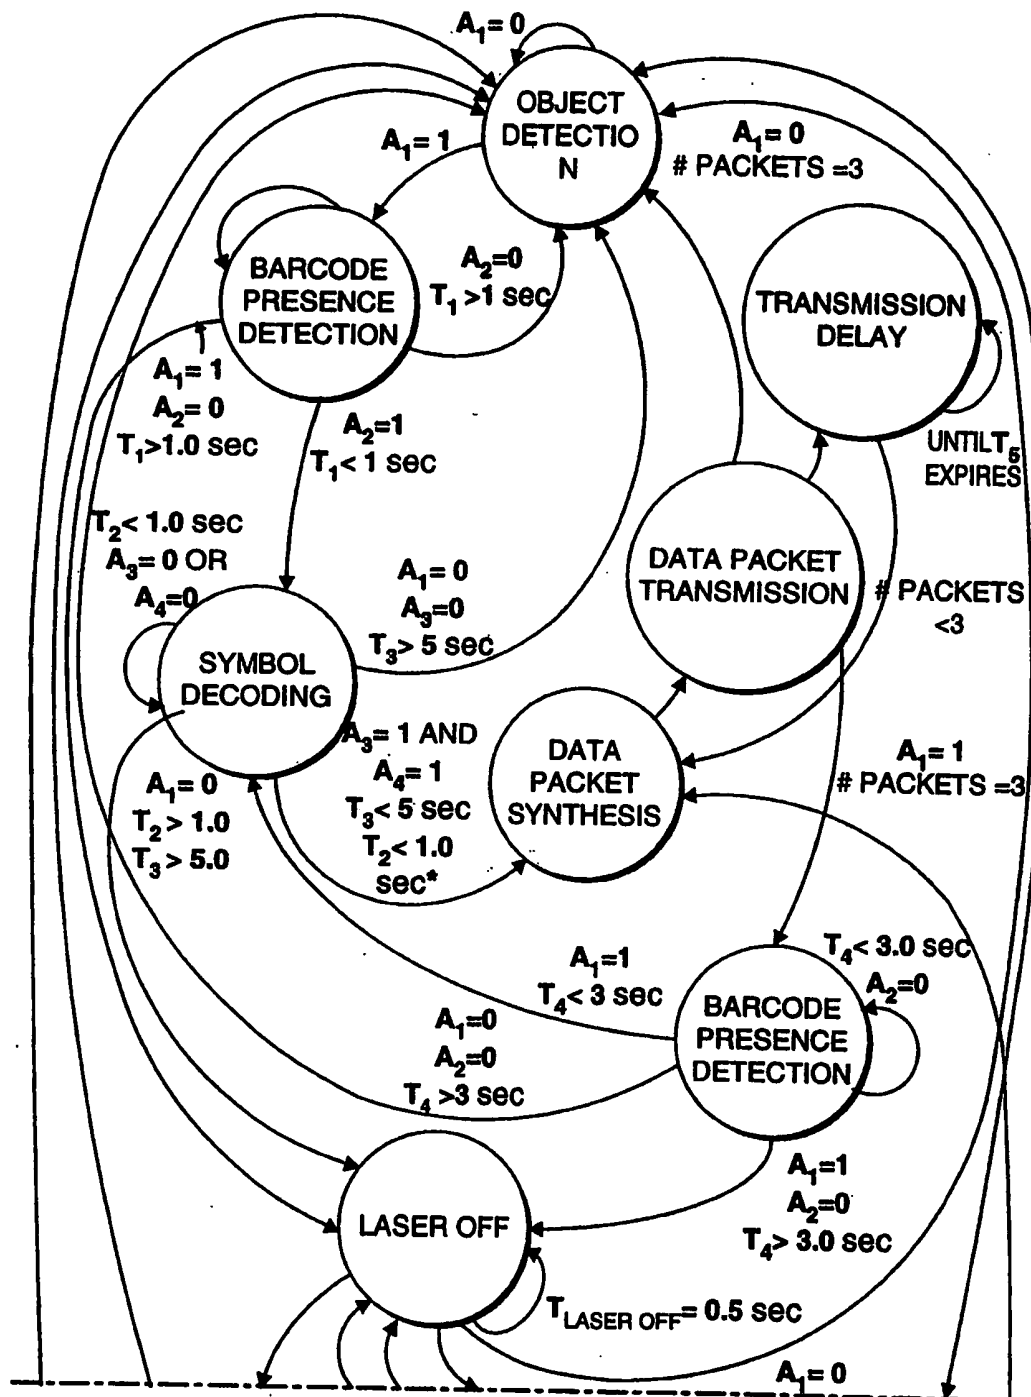 A₁= 0
OBJECT
DETECTIO
N
A₁= 1
A₁= 0
# PACKETS =3
BARCODE
PRESENCE
DETECTION
A₂=0
T₁ >1 sec
TRANSMISSION
DELAY
A₁= 1
A₂= 0
T₁>1.0 sec
A₂=1
T₁< 1 sec
UNTIL T₅
EXPIRES
T₂< 1.0 sec
A₃= 0 OR
A₄=0
A₁= 0
A₃=0
T₃> 5 sec
DATA PACKET
TRANSMISSION
# PACKETS
<3
SYMBOL
DECODING
A₃= 1 AND
A₄= 1
T₃< 5 sec
T₂< 1.0
sec*
DATA
PACKET
SYNTHESIS
A₁= 1
# PACKETS =3
A₁= 0
T₂> 1.0
T₃> 5.0
A₁=1
T₄< 3 sec
T₄< 3.0 sec
A₂=0
BARCODE
PRESENCE
DETECTION
A₁=0
A₂=0
T₄ >3 sec
A₁=1
A₂=0
T₄> 3.0 sec
LASER OFF
T LASER OFF= 0.5 sec
A₁= 0